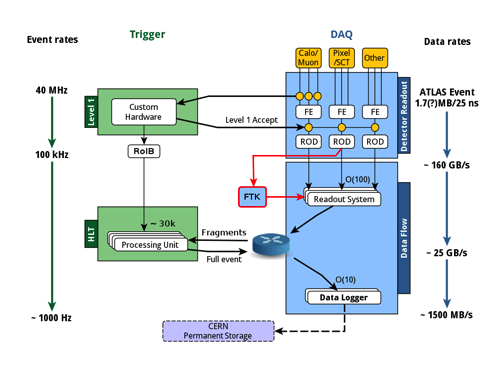 Event rates
Trigger
DAQ
Data rates
Calo/
Muon
Pixel
/SCT
Other
40 MHz
ATLAS Event
1.7(?)MB/25 ns
Level 1
Custom
Hardware
FE
FE
FE
Detector Readout
Level 1 Accept
ROD
ROD
ROD
100 kHz
RoIB
~ 160 GB/s
O(100)
FTK
Readout System
HLT
~ 30k
Processing Unit
Fragments
Full event
Data Flow
~ 25 GB/s
O(10)
Data Logger
~ 1000 Hz
~ 1500 MB/s
CERN
Permanent Storage